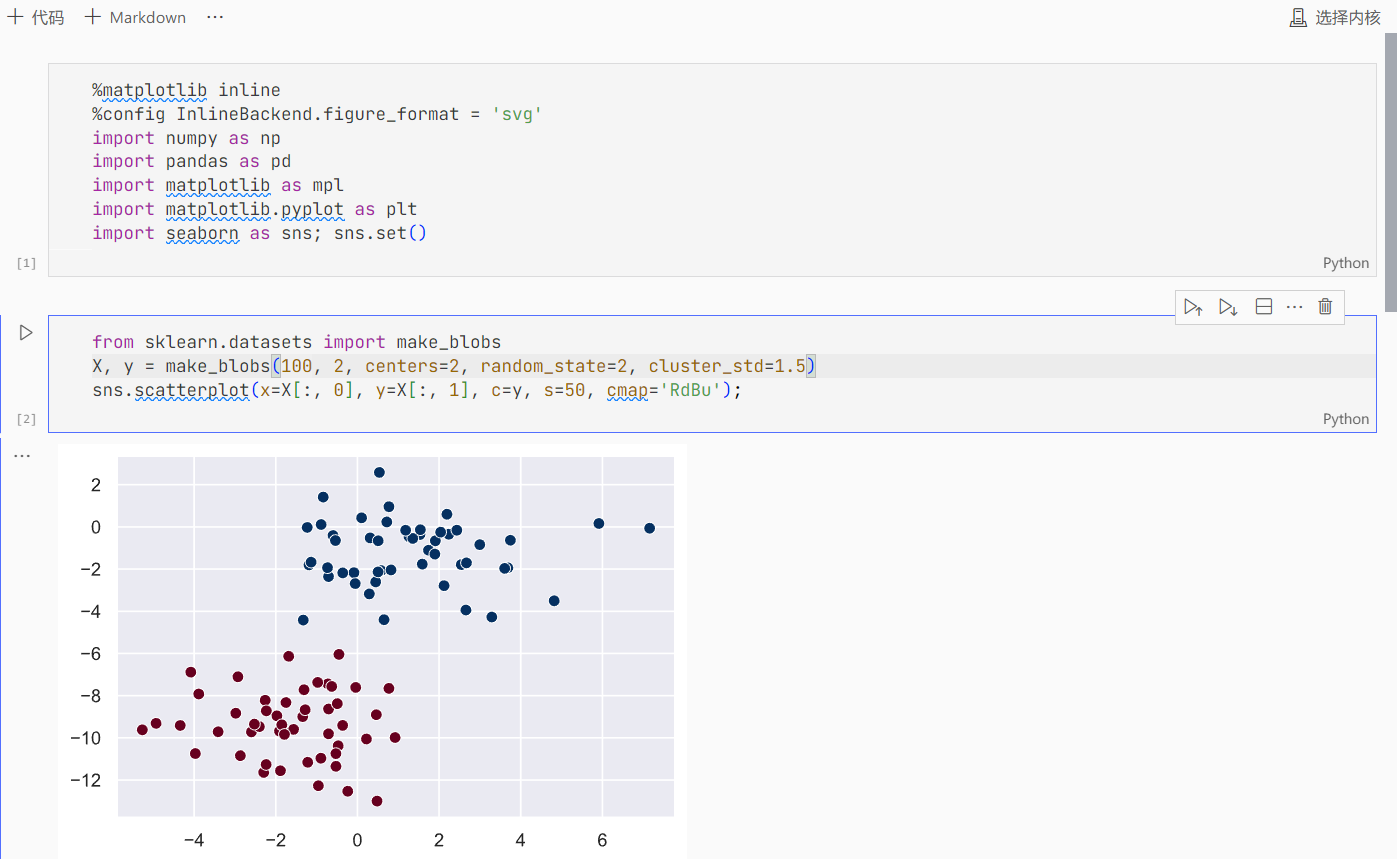 代码 Markdown ...
选择内核
%matplotlib inline
%config InlineBackend.figure_format = 'svg'
import numpy as np
import pandas as pd
import matplotlib as mpl
import matplotlib.pyplot as plt
import seaborn as sns; sns.set()
[1]
Python
from sklearn.datasets import make_blobs
X, y = make_blobs(100, 2, centers=2, random_state=2, cluster_std=1.5)
sns.scatterplot(x=X[:, 0], y=X[:, 1], c=y, s=50, cmap='RdBu');
[2]
Python
...
2
0
−2
−4
−6
−8
−10
−12
−4 −2 0 2 4 6